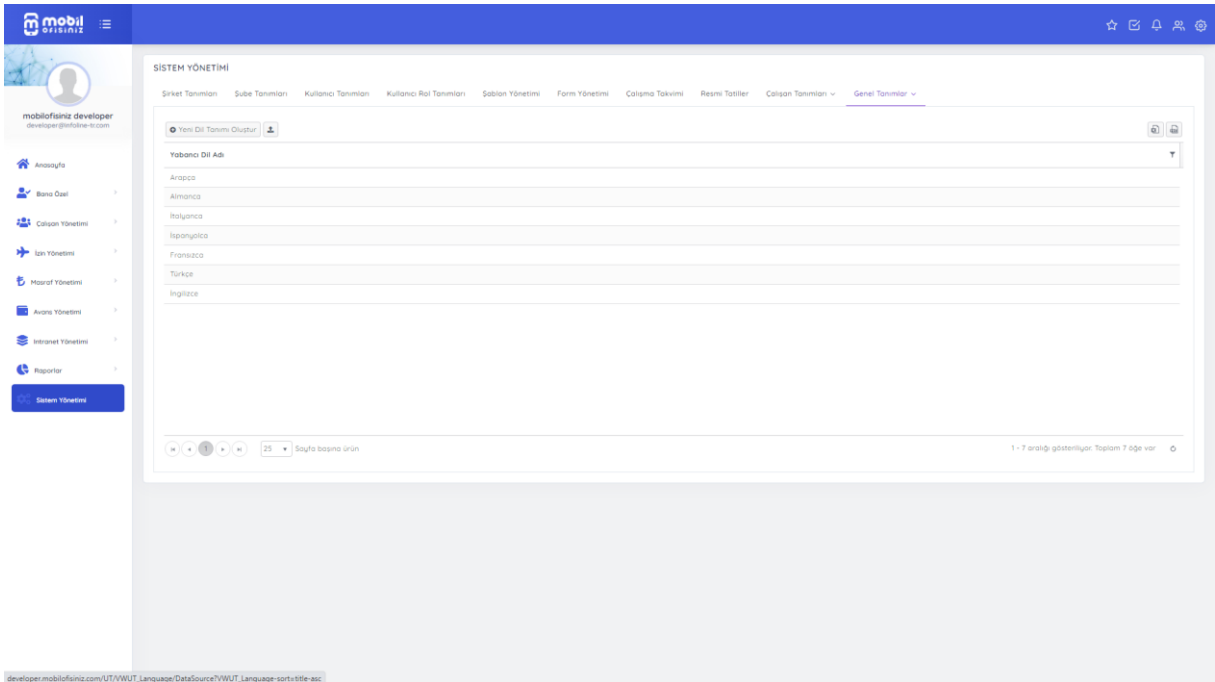 mobil
ofisiniz
mobilofisiniz developer
developer@infoline-tr.com
Anasayfa
Bana Özel
Çalışan Yönetimi
İzin Yönetimi
Masraf Yönetimi
Avans Yönetimi
Intranet Yönetimi
Raporlar
Sistem Yönetimi
SİSTEM YÖNETİMİ
Şirket Tanımları Şube Tanımları Kullanıcı Tanımları Kullanıcı Rol Tanımları Şablon Yönetimi Form Yönetimi Çalışma Takvimi Resmi Tatiller Çalışan Tanımları Genel Tanımlar
Yeni Dil Tanımı Oluştur
Yabancı Dil Adı
Arapça
Almanca
İtalyanca
İspanyolca
Fransızca
Türkçe
İngilizce
1 25 Sayfa başına ürün 1 - 7 aralığı gösteriliyor. Toplam 7 öğe var
developer.mobilofisiniz.com/UT/VWUT_Language/DataSource?VWUT_Language-sort=title-asc